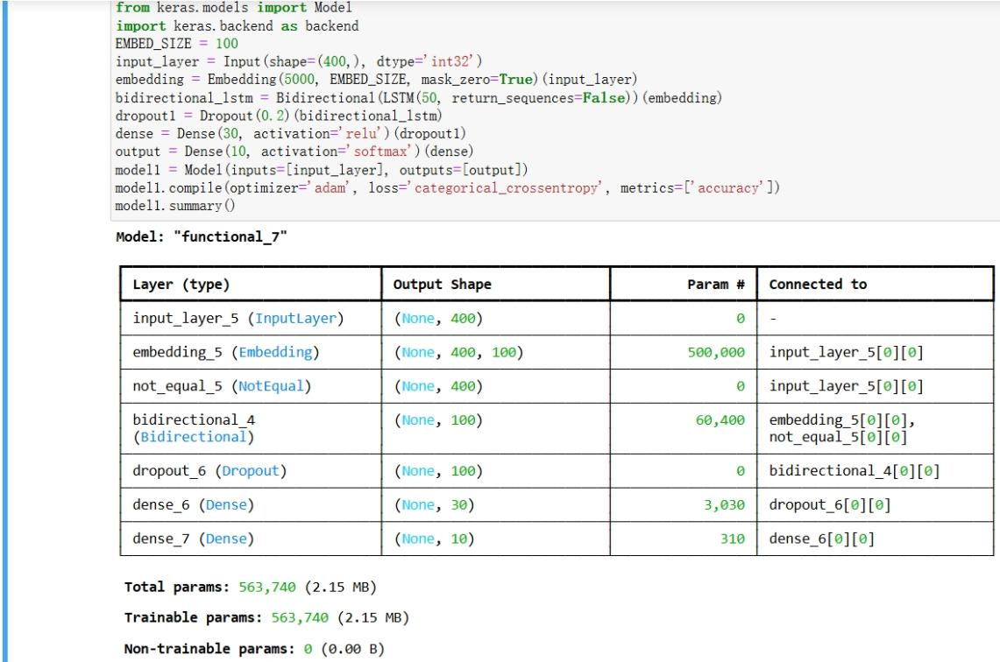 from keras.models import Model
import keras.backend as backend
EMBED_SIZE = 100
input_layer = Input(shape=(400,), dtype='int32')
embedding = Embedding(5000, EMBED_SIZE, mask_zero=True)(input_layer)
bidirectional_lstm = Bidirectional(LSTM(50, return_sequences=False))(embedding)
dropout1 = Dropout(0.2)(bidirectional_lstm)
dense = Dense(30, activation='relu')(dropout1)
output = Dense(10, activation='softmax')(dense)
model1 = Model(inputs=[input_layer], outputs=[output])
model1.compile(optimizer='adam', loss='categorical_crossentropy', metrics=['accuracy'])
model1.summary()
Model: "functional_7"
Layer (type) Output Shape Param # Connected to
input_layer_5 (InputLayer) (None, 400) 0 -
embedding_5 (Embedding) (None, 400, 100) 500,000 input_layer_5[0][0]
not_equal_5 (NotEqual) (None, 400) 0 input_layer_5[0][0]
bidirectional_4 (None, 100) 60,400 embedding_5[0][0],
(Bidirectional) not_equal_5[0][0]
dropout_6 (Dropout) (None, 100) 0 bidirectional_4[0][0]
dense_6 (Dense) (None, 30) 3,030 dropout_6[0][0]
dense_7 (Dense) (None, 10) 310 dense_6[0][0]
Total params: 563,740 (2.15 MB)
Trainable params: 563,740 (2.15 MB)
Non-trainable params: 0 (0.00 B)